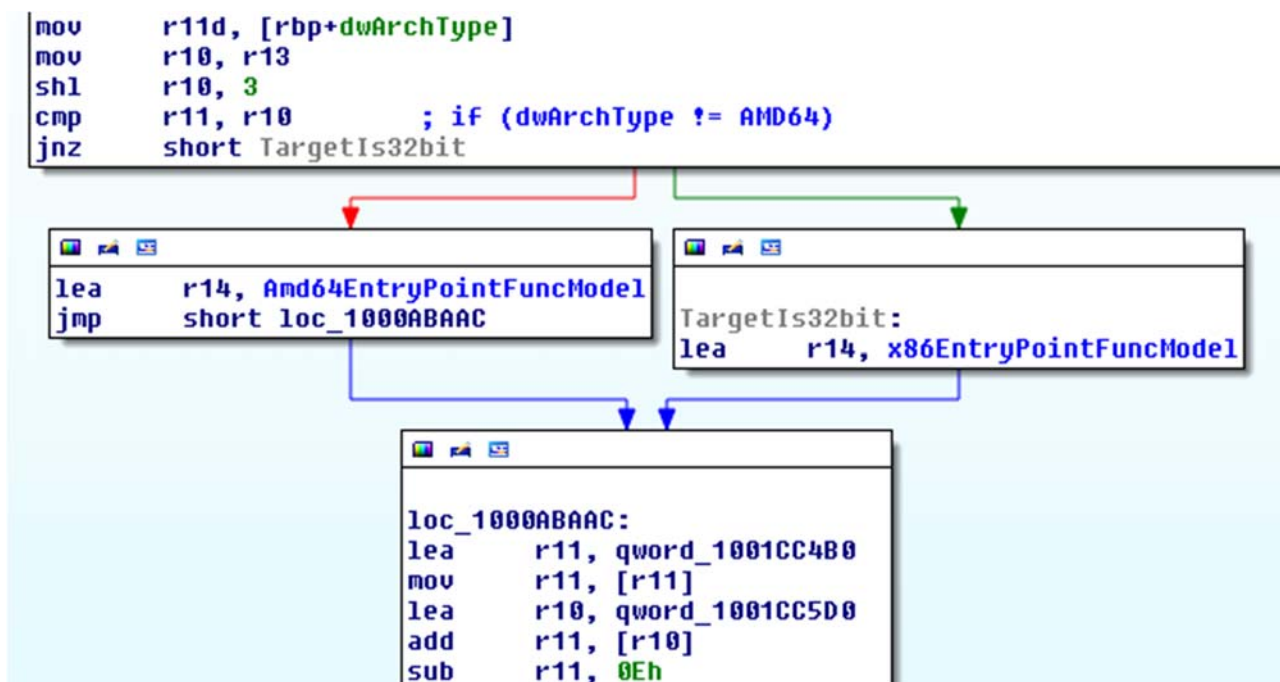 mov r11d, [rbp+dwArchType]
mov r10, r13
shl r10, 3
cmp r11, r10 ; if (dwArchType != AMD64)
jnz short TargetIs32bit
lea r14, Amd64EntryPointFuncModel
jmp short loc_1000ABAAC
TargetIs32bit:
lea r14, x86EntryPointFuncModel
loc_1000ABAAC:
lea r11, qword_1001CC4B0
mov r11, [r11]
lea r10, qword_1001CC5D0
add r11, [r10]
sub r11, 0Eh